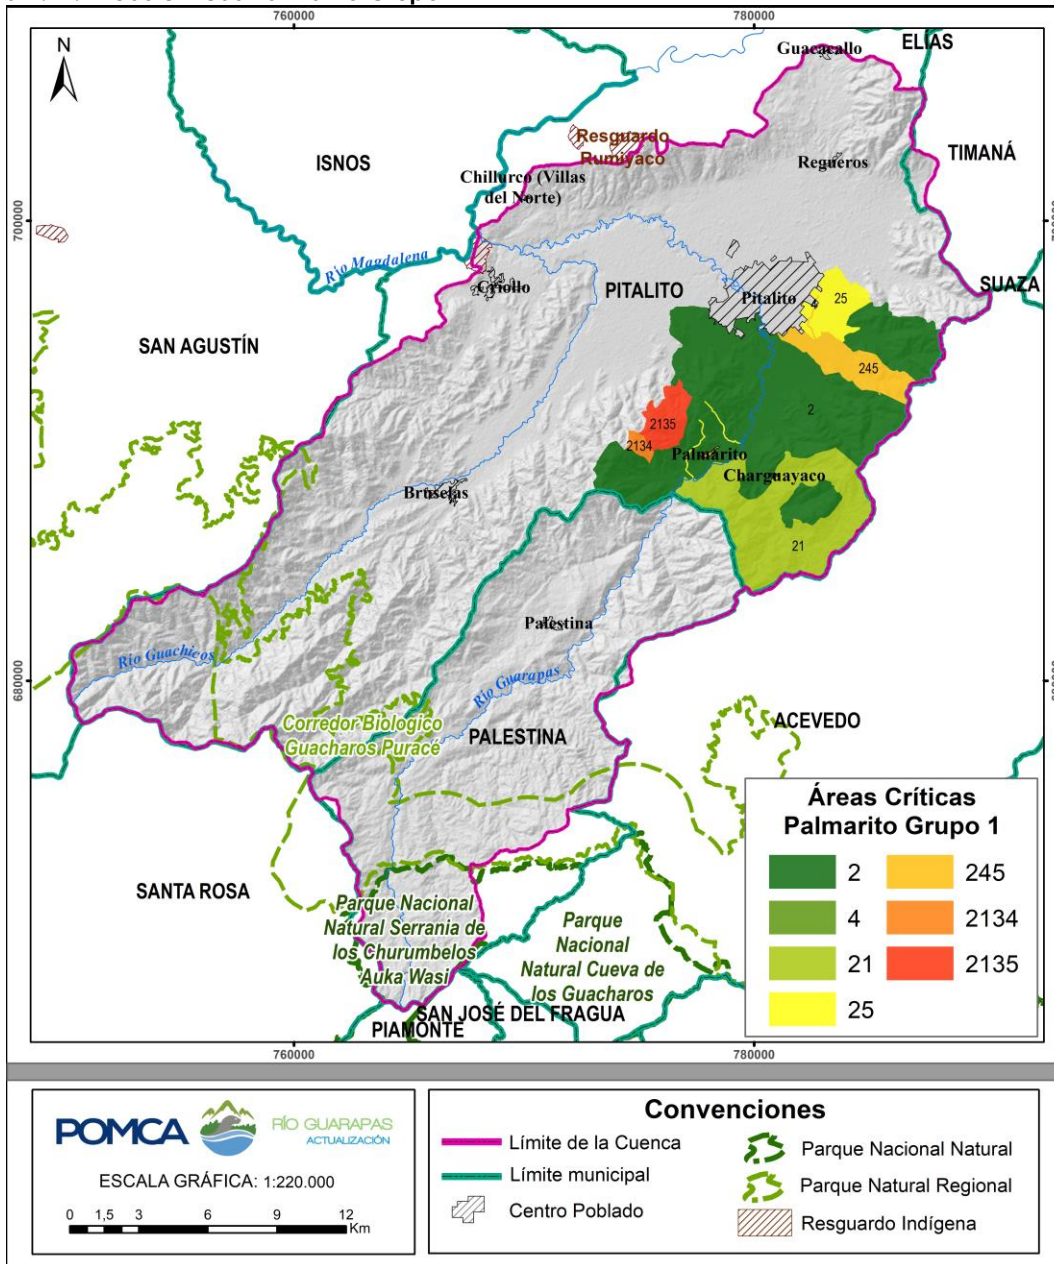 760000
780000
N
Guacacallo
ELIAS
Resguardo
Rumiyaco
ISNOS
TIMANÁ
Regueros
Chillurco (Villas
del Norte)
700000
Río Magdalena
Criollo
PITALITO
Pitalito
4
25
SUAZA
SAN AGUSTÍN
245
2
2135
2134
Palmarito
Charguayaco
Bruselas
21
Palestina
Río Guachicos
Río Guarapas
680000
ACEVEDO
Corredor Biologico
Guacharos Purace
PALESTINA
SANTA ROSA
Parque Nacional
Natural Serrania de
los Churumbelos
Auka Wasi
Parque
Nacional
Natural Cueva de
los Guacharos
SAN JOSÉ DEL FRAGUA
PIAMONTE
Áreas Críticas
Palmarito Grupo 1
2
245
4
2134
21
2135
25
760000
780000
POMCA
RÍO GUARAPAS
ACTUALIZACIÓN
ESCALA GRÁFICA: 1:220.000
0 1,5 3 6 9 12
Km
Convenciones
Límite de la Cuenca
Límite municipal
Centro Poblado
Parque Nacional Natural
Parque Natural Regional
Resguardo Indígena